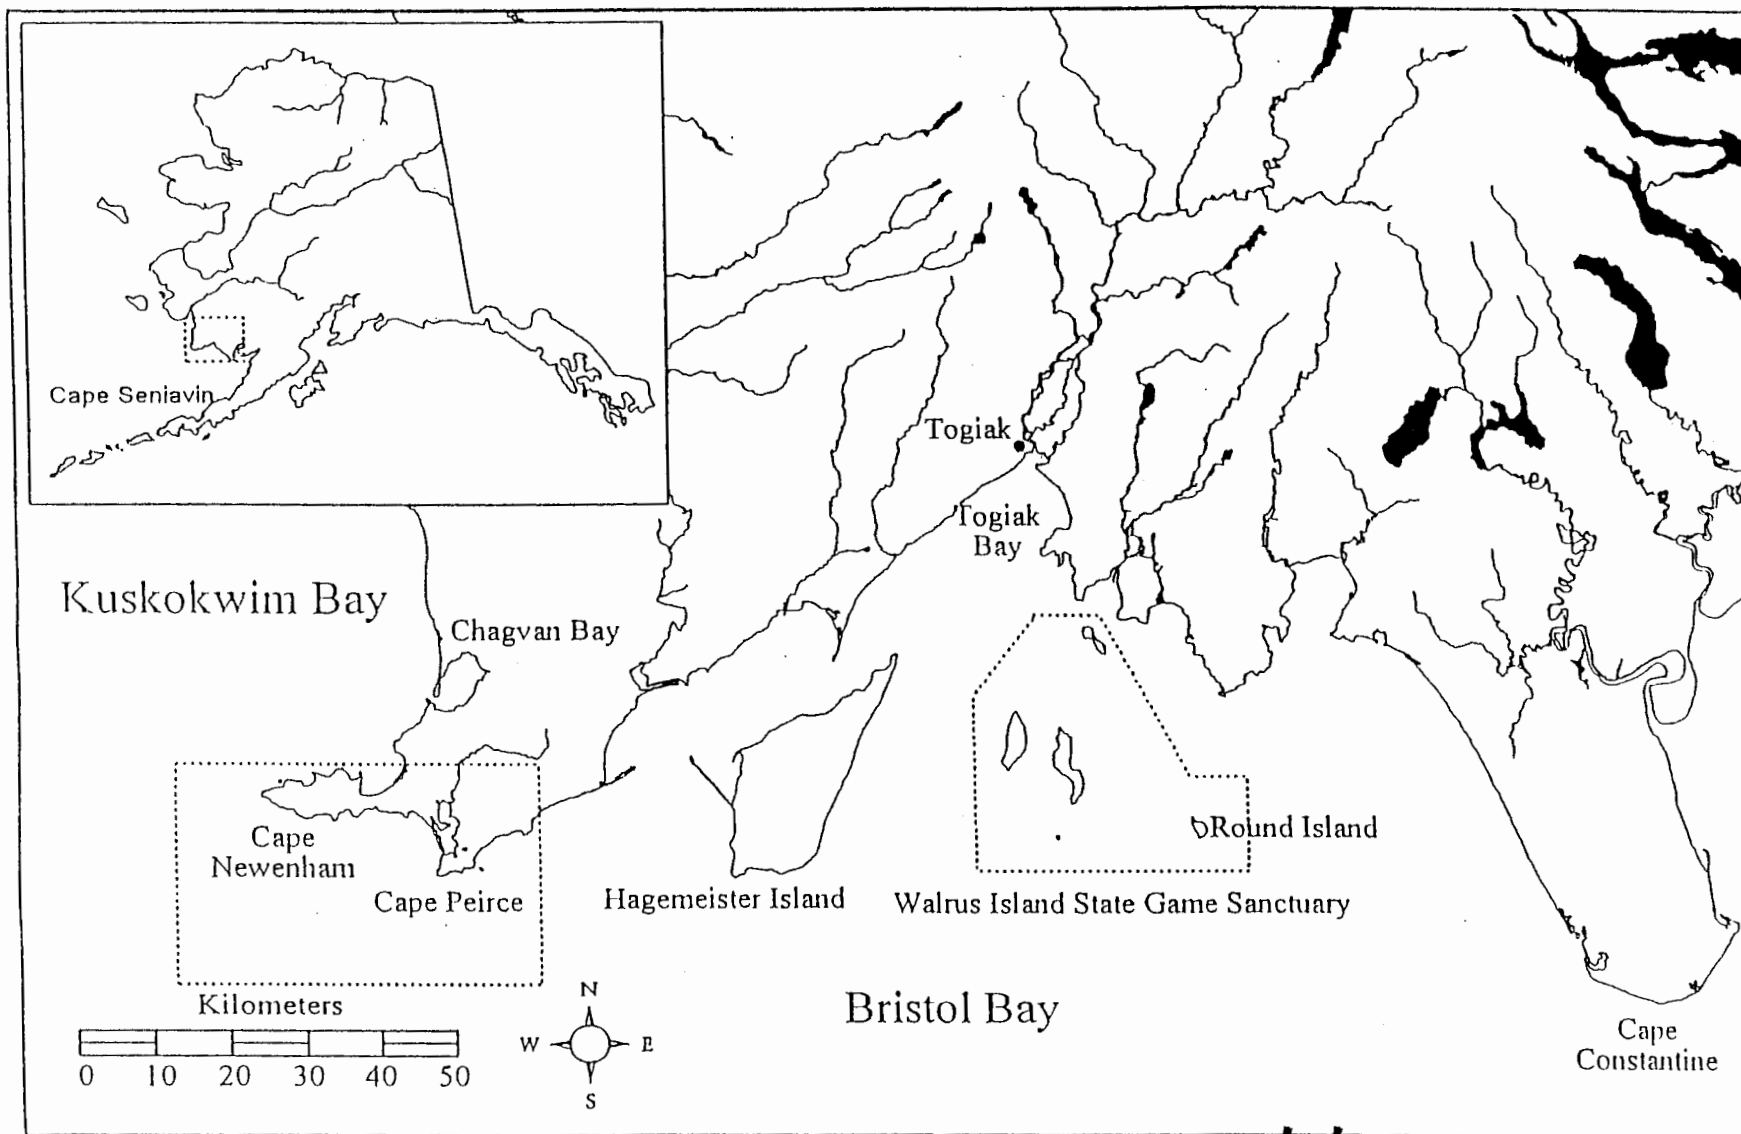 Cape Seniavin
Togiak
Togiak
Bay
Kuskokwim Bay
Chagvan Bay
Cape
Newenham
Cape Peirce
Hagemeister Island
Round Island
Walrus Island State Game Sanctuary
Bristol Bay
Cape
Constantine
Kilometers
0 10 20 30 40 50
N
W E
S